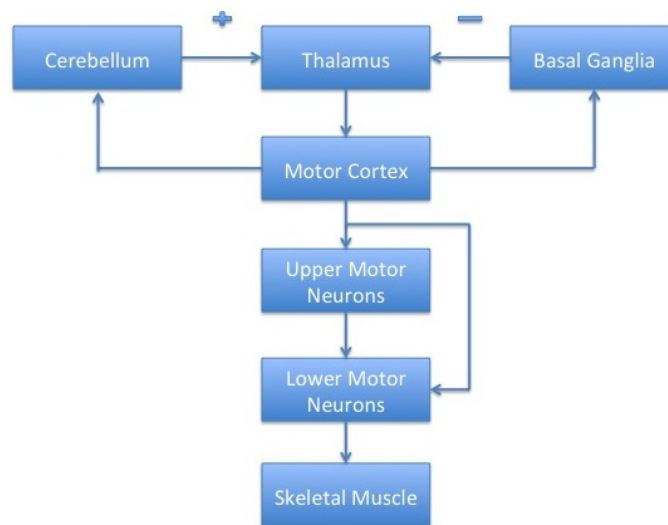 +
–
Cerebellum
Thalamus
Basal Ganglia
Motor Cortex
Upper Motor
Neurons
Lower Motor
Neurons
Skeletal Muscle